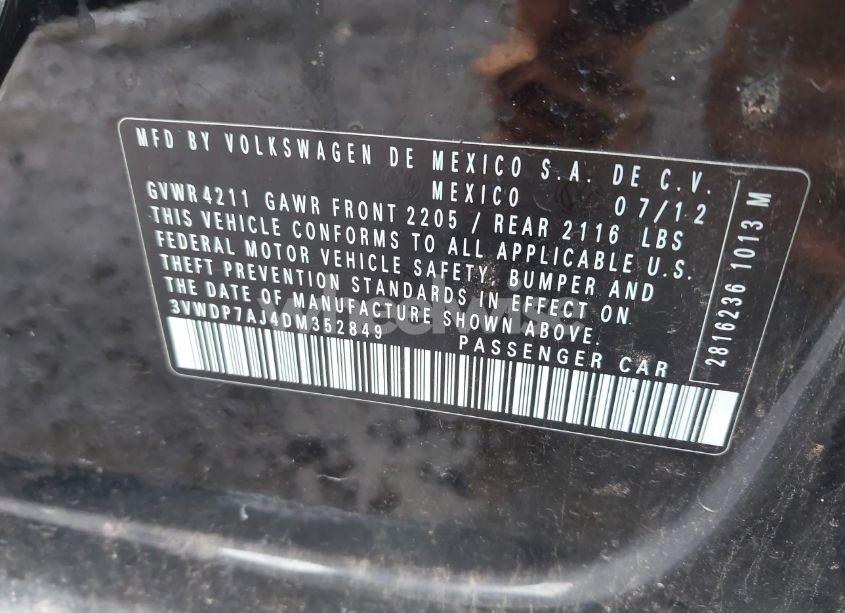 MFD BY VOLKSWAGEN DE MEXICO S.A. DE C.V.
MEXICO 07/12
GVWR 4211 GAWR FRONT 2205 / REAR 2116 LBS
THIS VEHICLE CONFORMS TO ALL APPLICABLE U.S.
FEDERAL MOTOR VEHICLE SAFETY, BUMPER AND
THEFT PREVENTION STANDARDS IN EFFECT ON
THE DATE OF MANUFACTURE SHOWN ABOVE.
3VWDP7AJ4DM352849 PASSENGER CAR
2816236 1013 M